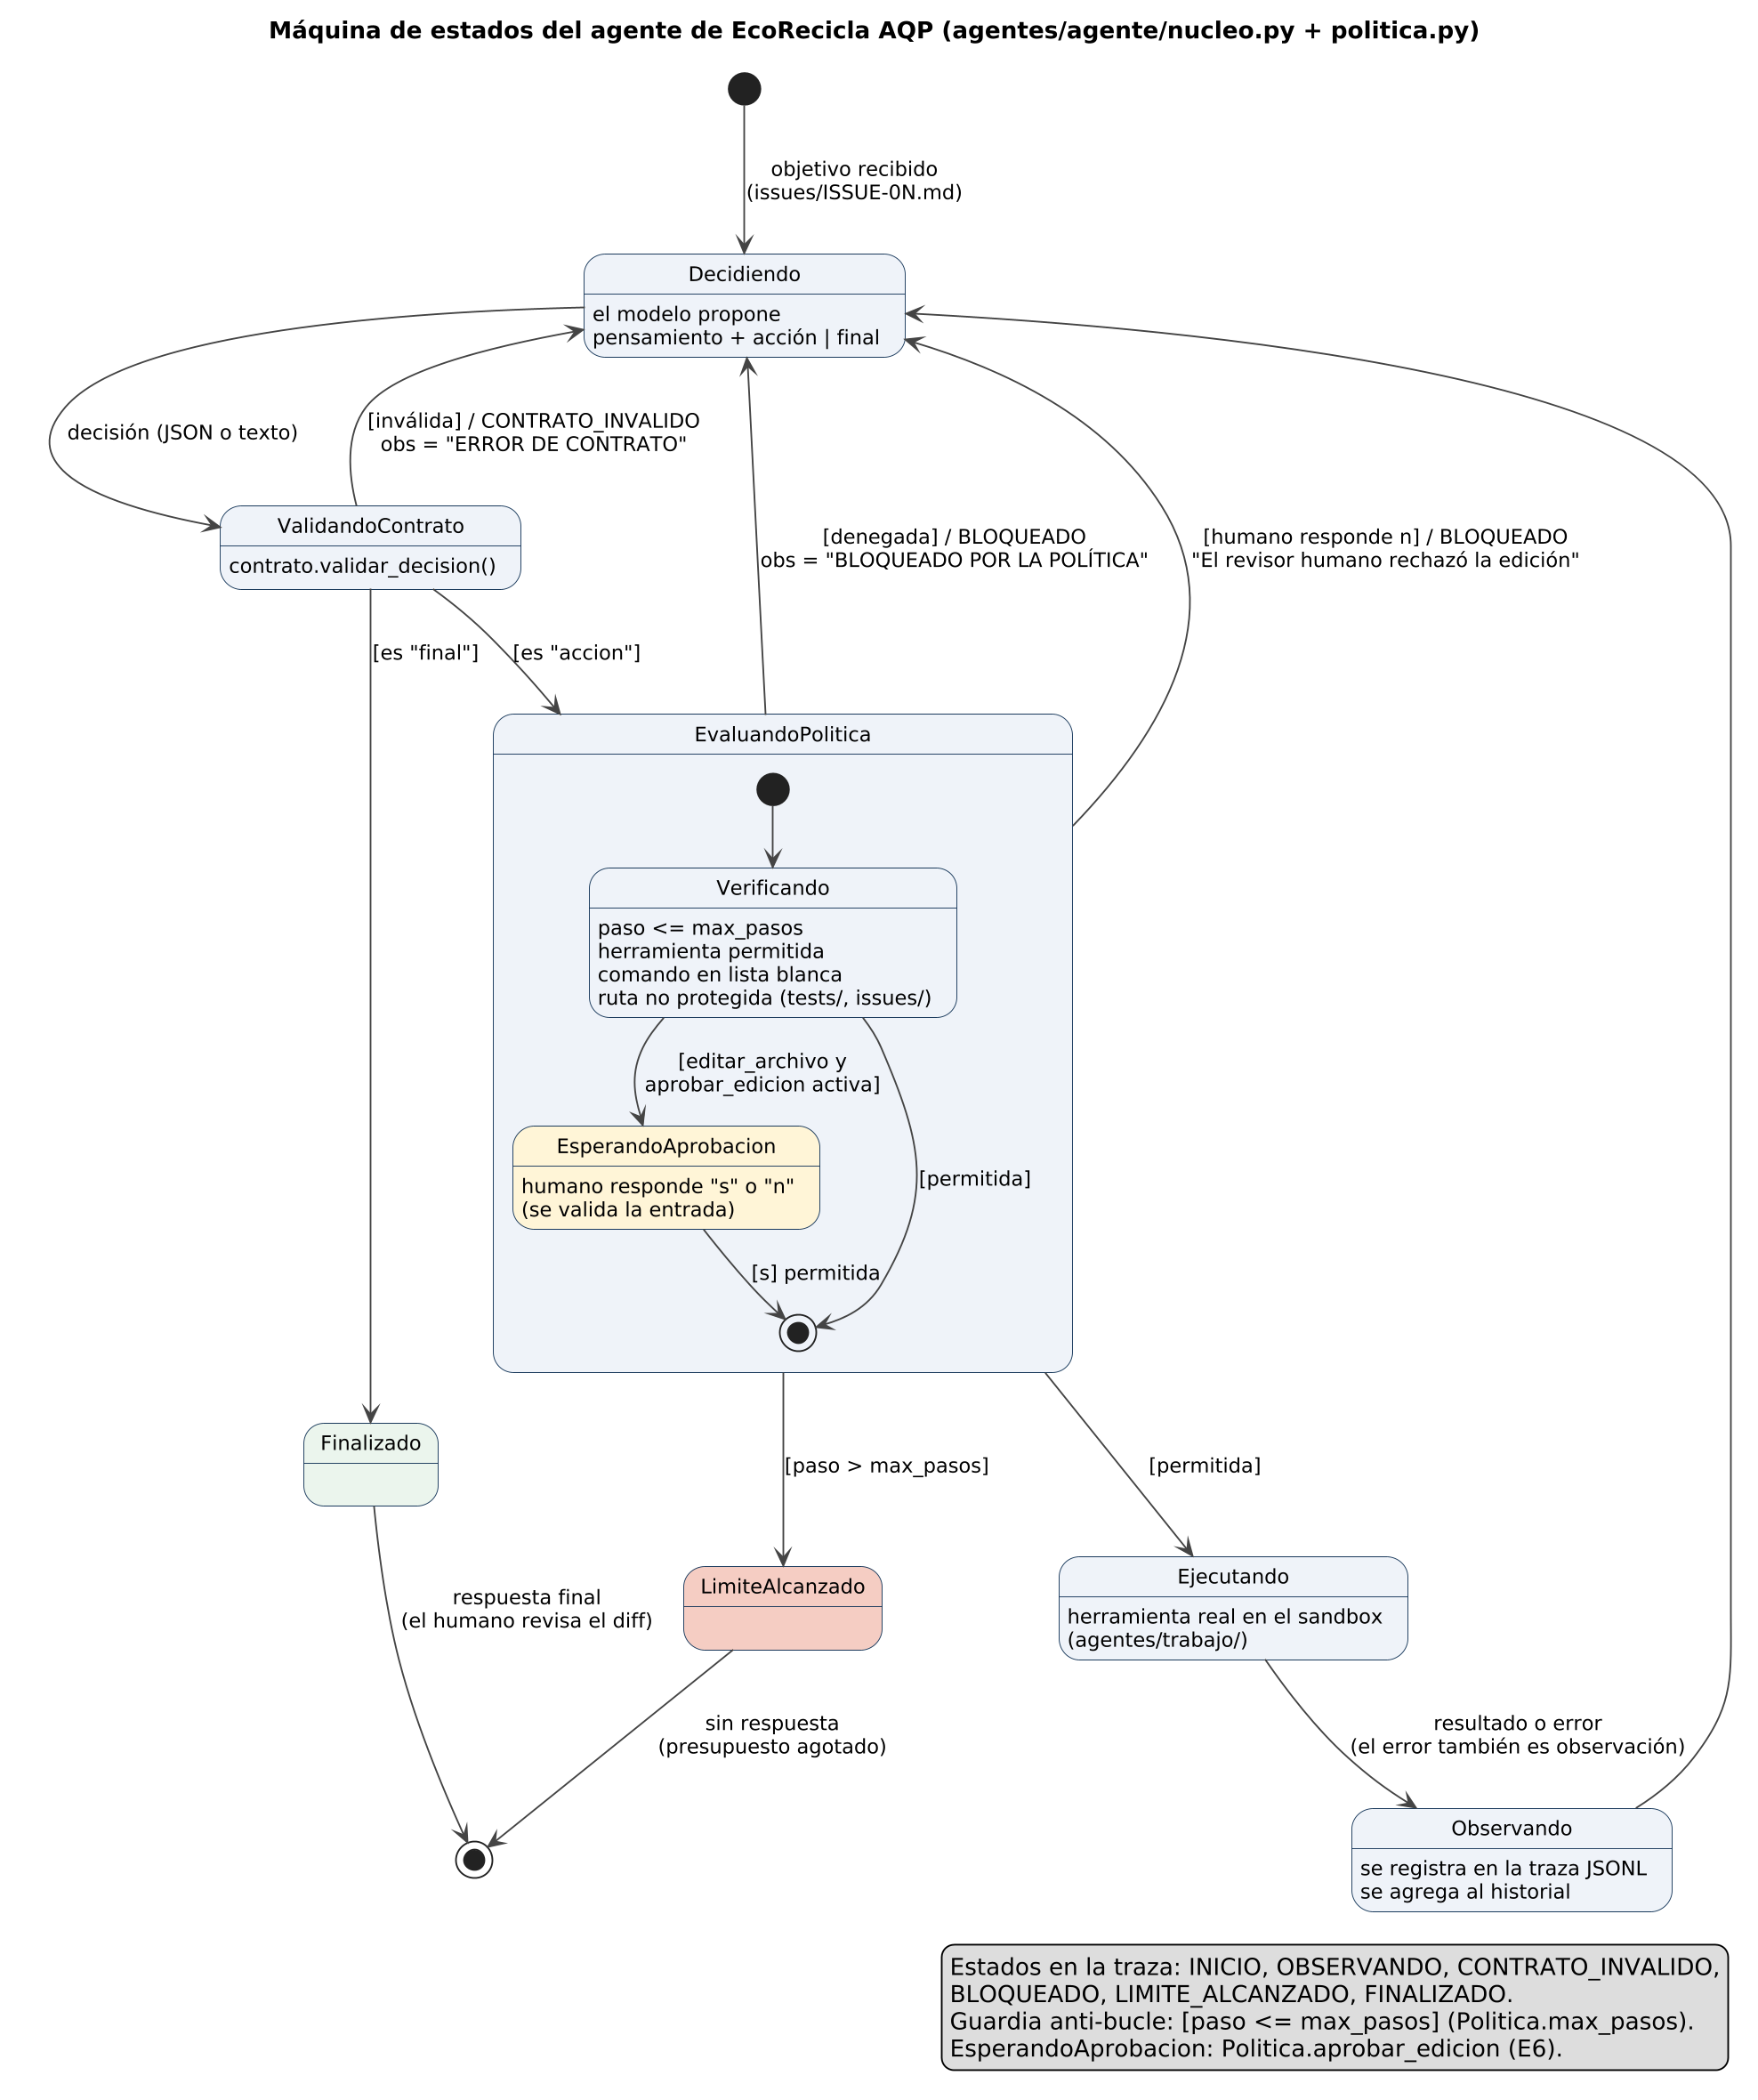 Máquina de estados del agente de EcoRecicla AQP (agentes/agente/nucleo.py + politica.py)
objetivo recibido
(issues/ISSUE-0N.md)
Decidiendo
el modelo propone
pensamiento + acción | final
decisión (JSON o texto)
[inválida] / CONTRATO_INVALIDO
obs = "ERROR DE CONTRATO"
ValidandoContrato
contrato.validar_decision()
[denegada] / BLOQUEADO
obs = "BLOQUEADO POR LA POLÍTICA"
[humano responde n] / BLOQUEADO
"El revisor humano rechazó la edición"
[es "final"]
[es "accion"]
EvaluandoPolitica
Verificando
paso <= max_pasos
herramienta permitida
comando en lista blanca
ruta no protegida (tests/, issues/)
[editar_archivo y
aprobar_edicion activa]
EsperandoAprobacion
humano responde "s" o "n"
(se valida la entrada)
[permitida]
[s] permitida
Finalizado
[paso > max_pasos]
[permitida]
LimiteAlcanzado
Ejecutando
herramienta real en el sandbox
(agentes/trabajo/)
respuesta final
(el humano revisa el diff)
sin respuesta
(presupuesto agotado)
resultado o error
(el error también es observación)
Observando
se registra en la traza JSONL
se agrega al historial
Estados en la traza: INICIO, OBSERVANDO, CONTRATO_INVALIDO,
BLOQUEADO, LIMITE_ALCANZADO, FINALIZADO.
Guardia anti-bucle: [paso <= max_pasos] (Politica.max_pasos).
EsperandoAprobacion: Politica.aprobar_edicion (E6).